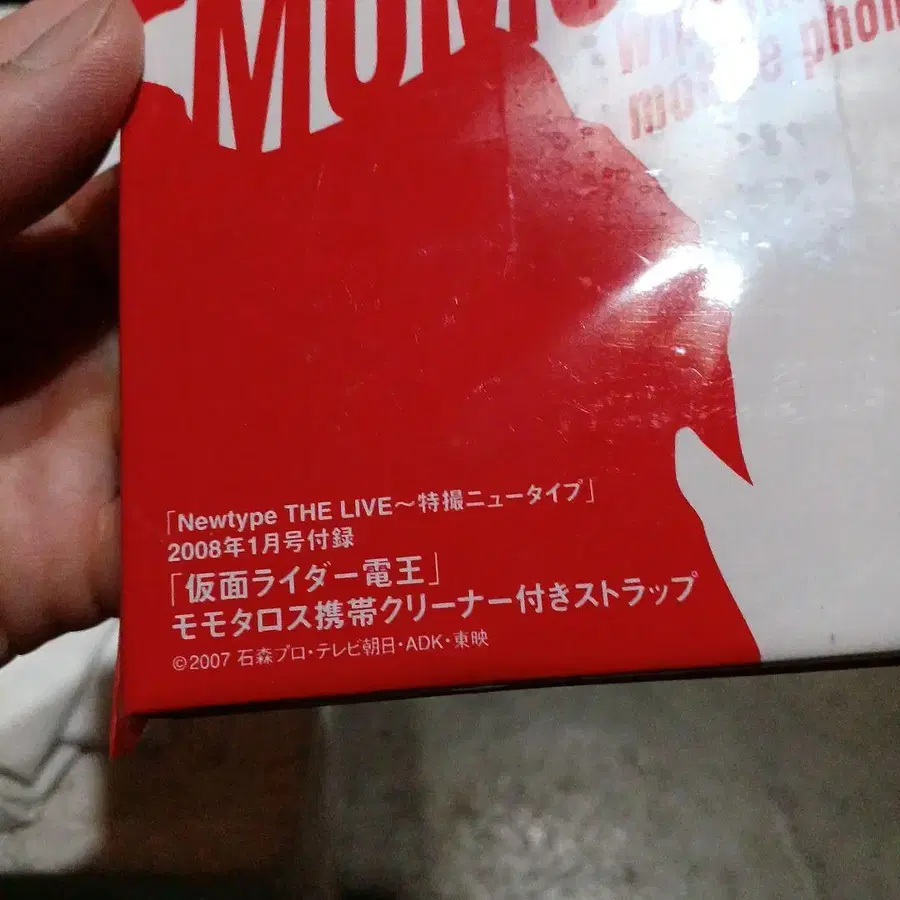 mobile phon
「Newtype THE LIVE～特撮ニュータイプ」
2008年1月号付録
「仮面ライダー電王」
モモタロス携帯クリーナー付きストラップ
©2007 石森プロ・テレビ朝日・ADK・東映